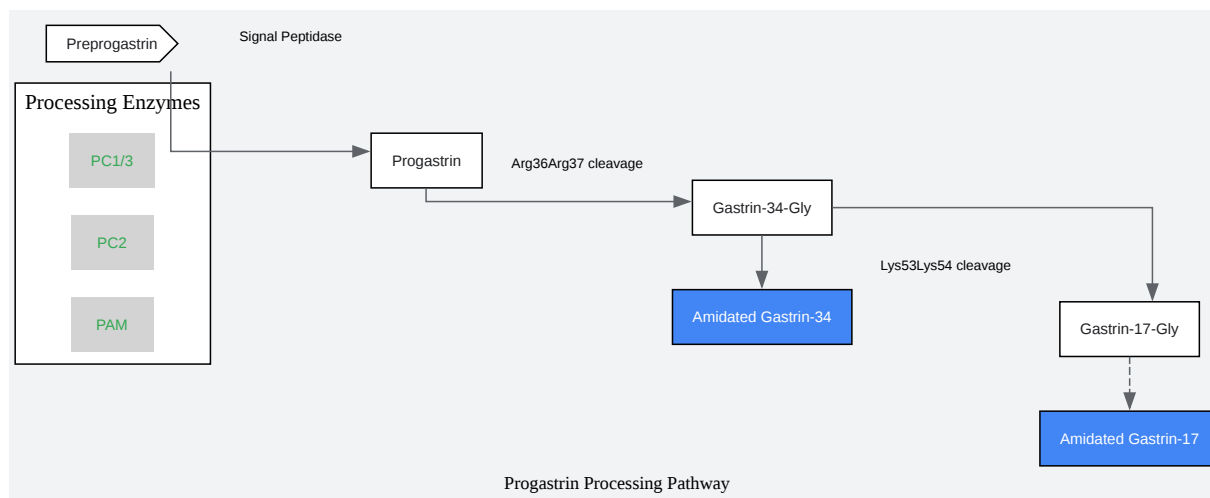 Preprogastrin
Signal Peptidase
Processing Enzymes
PC1/3
PC2
PAM
Progastrin
Arg36Arg37 cleavage
Gastrin-34-Gly
Lys53Lys54 cleavage
Amidated Gastrin-34
Gastrin-17-Gly
Amidated Gastrin-17
Progastrin Processing Pathway